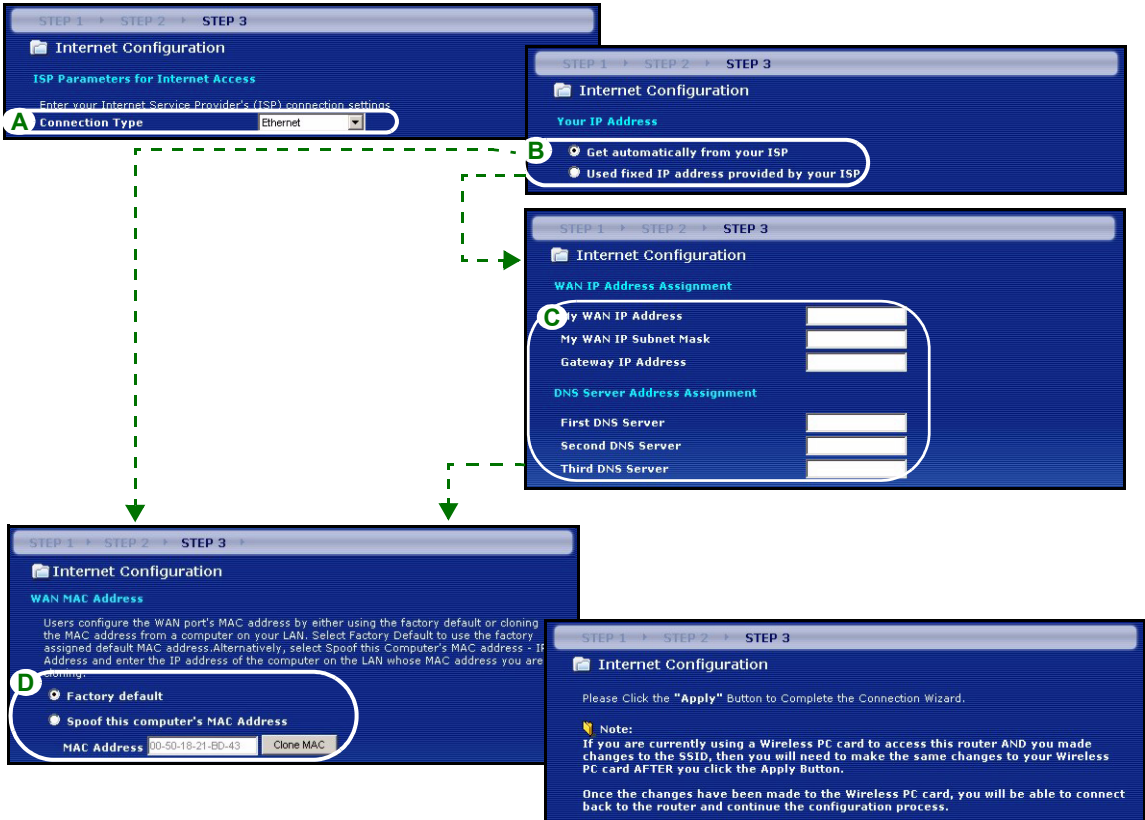 STEP 1 STEP 2 STEP 3
Internet Configuration
ISP Parameters for Internet Access
Enter your Internet Service Provider's (ISP) connection settings
A Connection Type Ethernet
STEP 1 STEP 2 STEP 3
Internet Configuration
Your IP Address
B Get automatically from your ISP
Used fixed IP address provided by your ISP
STEP 1 STEP 2 STEP 3
Internet Configuration
WAN IP Address Assignment
C y WAN IP Address
My WAN IP Subnet Mask
Gateway IP Address
DNS Server Address Assignment
First DNS Server
Second DNS Server
Third DNS Server
STEP 1 STEP 2 STEP 3
Internet Configuration
WAN MAC Address
Users configure the WAN port's MAC address by either using the factory default or cloning
the MAC address from a computer on your LAN. Select Factory Default to use the factory
assigned default MAC address.Alternatively, select Spoof this Computer's MAC address - IP
Address and enter the IP address of the computer on the LAN whose MAC address you are
cloning.
D Factory default
Spoof this computer's MAC Address
MAC Address 00-50-18-21-BD-43 Clone MAC
STEP 1 STEP 2 STEP 3
Internet Configuration
Please Click the "Apply" Button to Complete the Connection Wizard.
Note:
If you are currently using a Wireless PC card to access this router AND you made
changes to the SSID, then you will need to make the same changes to your Wireless
PC card AFTER you click the Apply Button.
Once the changes have been made to the Wireless PC card, you will be able to connect
back to the router and continue the configuration process.